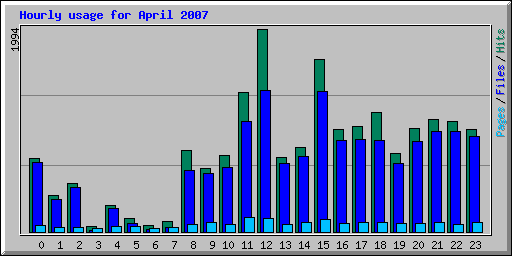 Hourly usage for April 2007
1994
Pages/Files/Hits
0 1 2 3 4 5 6 7 8 9 10 11 12 13 14 15 16 17 18 19 20 21 22 23